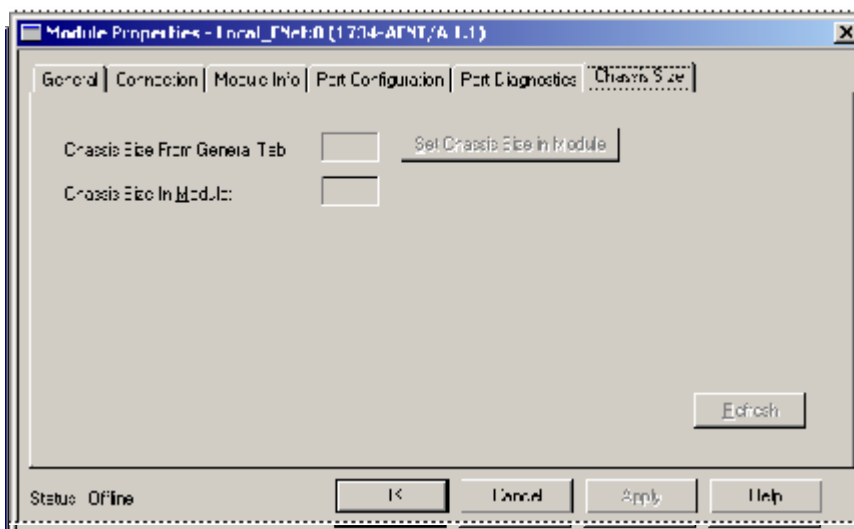 Module Properties - Local_ENet:0 (1734-AENT/A 1.1)
General Connection Module Info Port Configuration Port Diagnostics Chassis Size
Chassis Size From General Tab
Set Chassis Size in Module
Chassis Size In Module:
Refresh
Status Offline
OK Cancel Apply Help